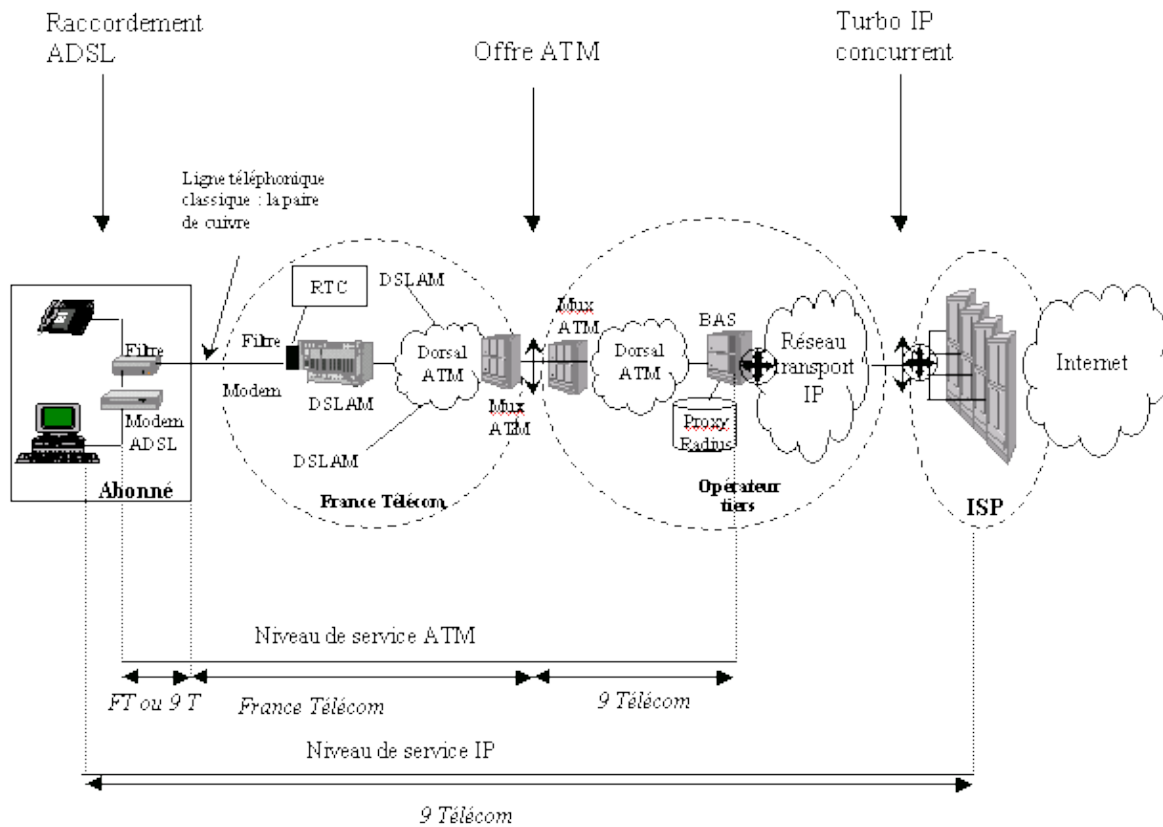 Raccordement
ADSL
Offre ATM
Turbo IP
concurrent
Ligne téléphonique
classique : la paire
de cuivre
RTC
DSLAM
Filtre
Modem
ADSL
Abonné
Filtre
Modem
DSLAM
DSLAM
Dorsal
ATM
Mux
ATM
France Télécom
Mux
ATM
Dorsal
ATM
BAS
Proxy
Radius
Réseau
transport
IP
Opérateur
tiers
ISP
Internet
Niveau de service ATM
FT ou 9 T
France Télécom
9 Télécom
Niveau de service IP
9 Télécom